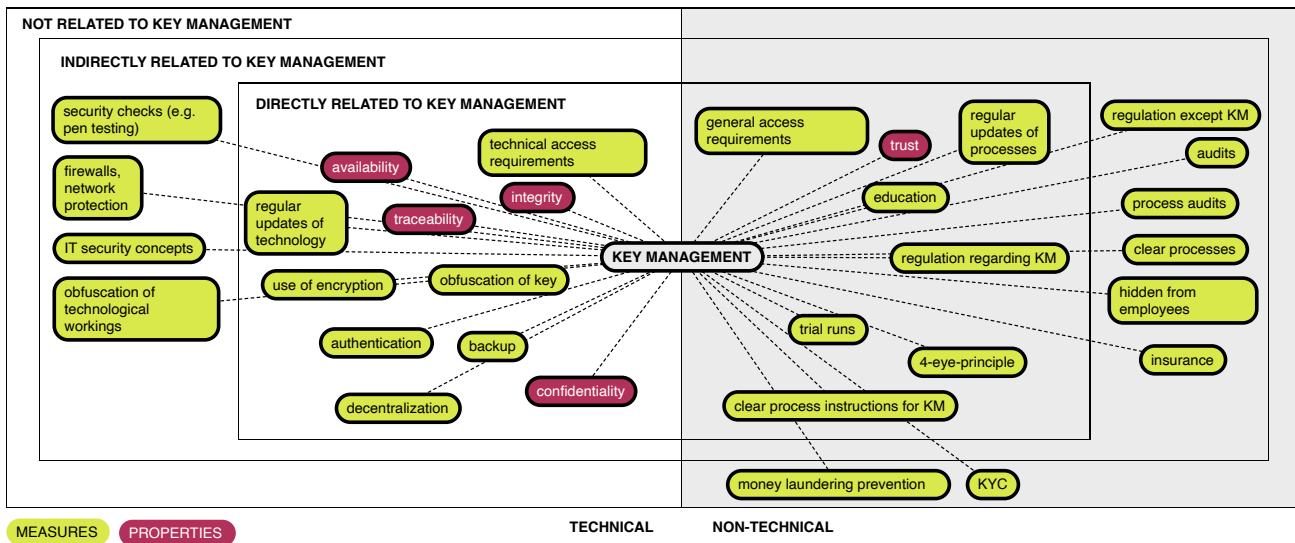 NOT RELATED TO KEY MANAGEMENT
INDIRECTLY RELATED TO KEY MANAGEMENT
DIRECTLY RELATED TO KEY MANAGEMENT
security checks (e.g.
pen testing)
firewalls,
network
protection
IT security concepts
obfuscation of
technological
workings
availability
technical access
requirements
integrity
regular
updates of
technology
traceability
use of encryption
obfuscation of key
authentication
backup
decentralization
confidentiality
KEY MANAGEMENT
general access
requirements
trust
regular
updates of
processes
education
regulation regarding KM
trial runs
4-eye-principle
clear process instructions for KM
regulation except KM
audits
process audits
clear processes
hidden from
employees
insurance
money laundering prevention
KYC
MEASURES
PROPERTIES
TECHNICAL
NON-TECHNICAL